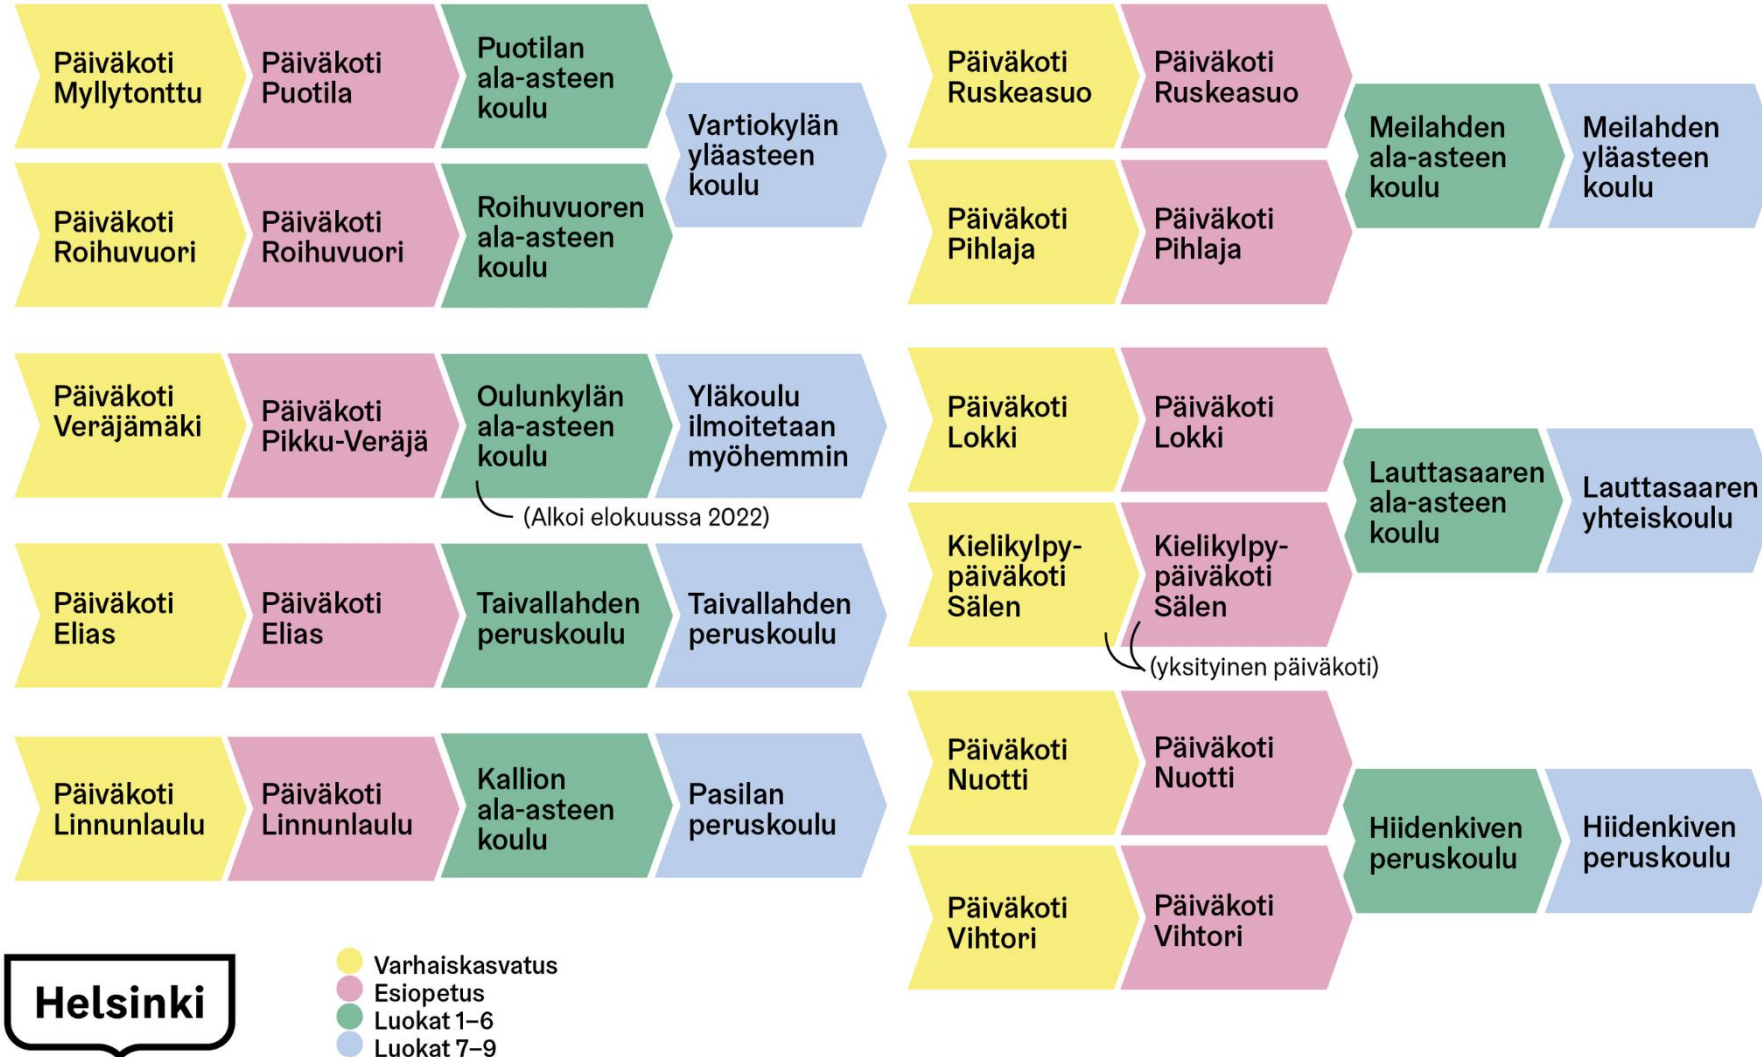 Päiväkoti
Myllytonttu
Päiväkoti
Puotila
Puotilan
ala-asteen
koulu
Päiväkoti
Roihuvuori
Päiväkoti
Roihuvuori
Roihuvuoren
ala-asteen
koulu
Vartiokylän
yläasteen
koulu
Päiväkoti
Veräjämäki
Päiväkoti
Pikku-Veräjä
Oulunkylän
ala-asteen
koulu
Yläkoulu
ilmoitetaan
myöhemmin
(Alkoi elokuussa 2022)
Päiväkoti
Elias
Päiväkoti
Elias
Taivallahden
peruskoulu
Taivallahden
peruskoulu
Päiväkoti
Linnunlaulu
Päiväkoti
Linnunlaulu
Kallion
ala-asteen
koulu
Pasilan
peruskoulu
Päiväkoti
Ruskeasuo
Päiväkoti
Ruskeasuo
Päiväkoti
Pihlaja
Päiväkoti
Pihlaja
Meilahden
ala-asteen
koulu
Meilahden
yläasteen
koulu
Päiväkoti
Lokki
Päiväkoti
Lokki
Kielikylpy-
päiväkoti
Sälen
Kielikylpy-
päiväkoti
Sälen
(yksityinen päiväkoti)
Lauttasaaren
ala-asteen
koulu
Lauttasaaren
yhteiskoulu
Päiväkoti
Nuotti
Päiväkoti
Nuotti
Päiväkoti
Vihtori
Päiväkoti
Vihtori
Hiidenkiven
peruskoulu
Hiidenkiven
peruskoulu
Helsinki
Varhaiskasvatus
Esiopetus
Luokat 1–6
Luokat 7–9